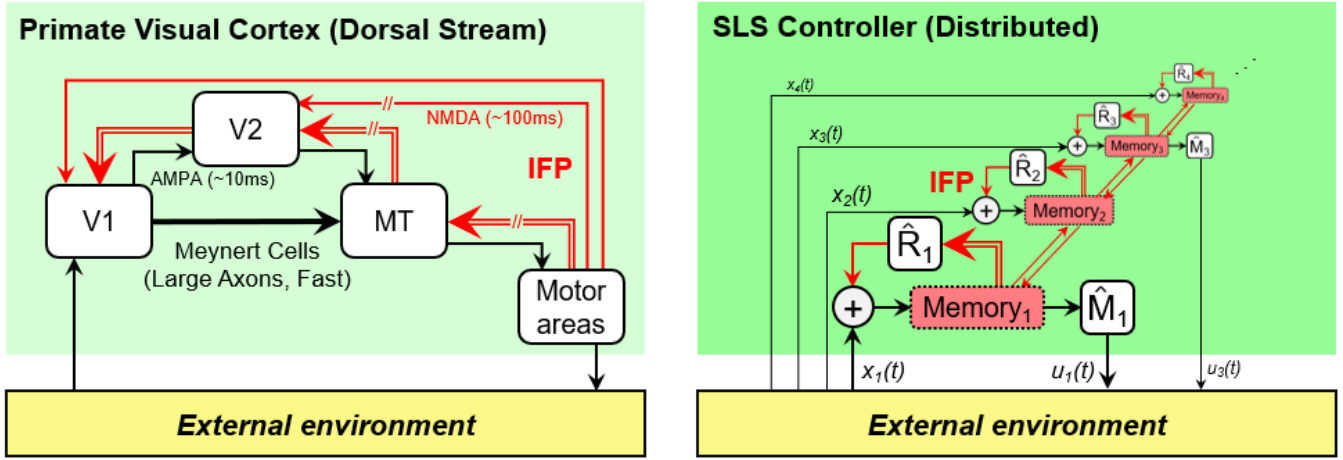 Primate Visual Cortex (Dorsal Stream)
V2
//
NMDA (~100ms)
//
IFP
AMPA (~10ms)
V1
MT
//
Meynert Cells
(Large Axons, Fast)
Motor
areas
External environment
SLS Controller (Distributed)
x₄(t)
R̂₄
+
Memory₄
x₃(t)
R̂₃
+
Memory₃
M̂₃
IFP
R̂₂
x₂(t)
+
Memory₂
R̂₁
+
Memory₁
M̂₁
x₁(t)
u₁(t)
u₃(t)
External environment